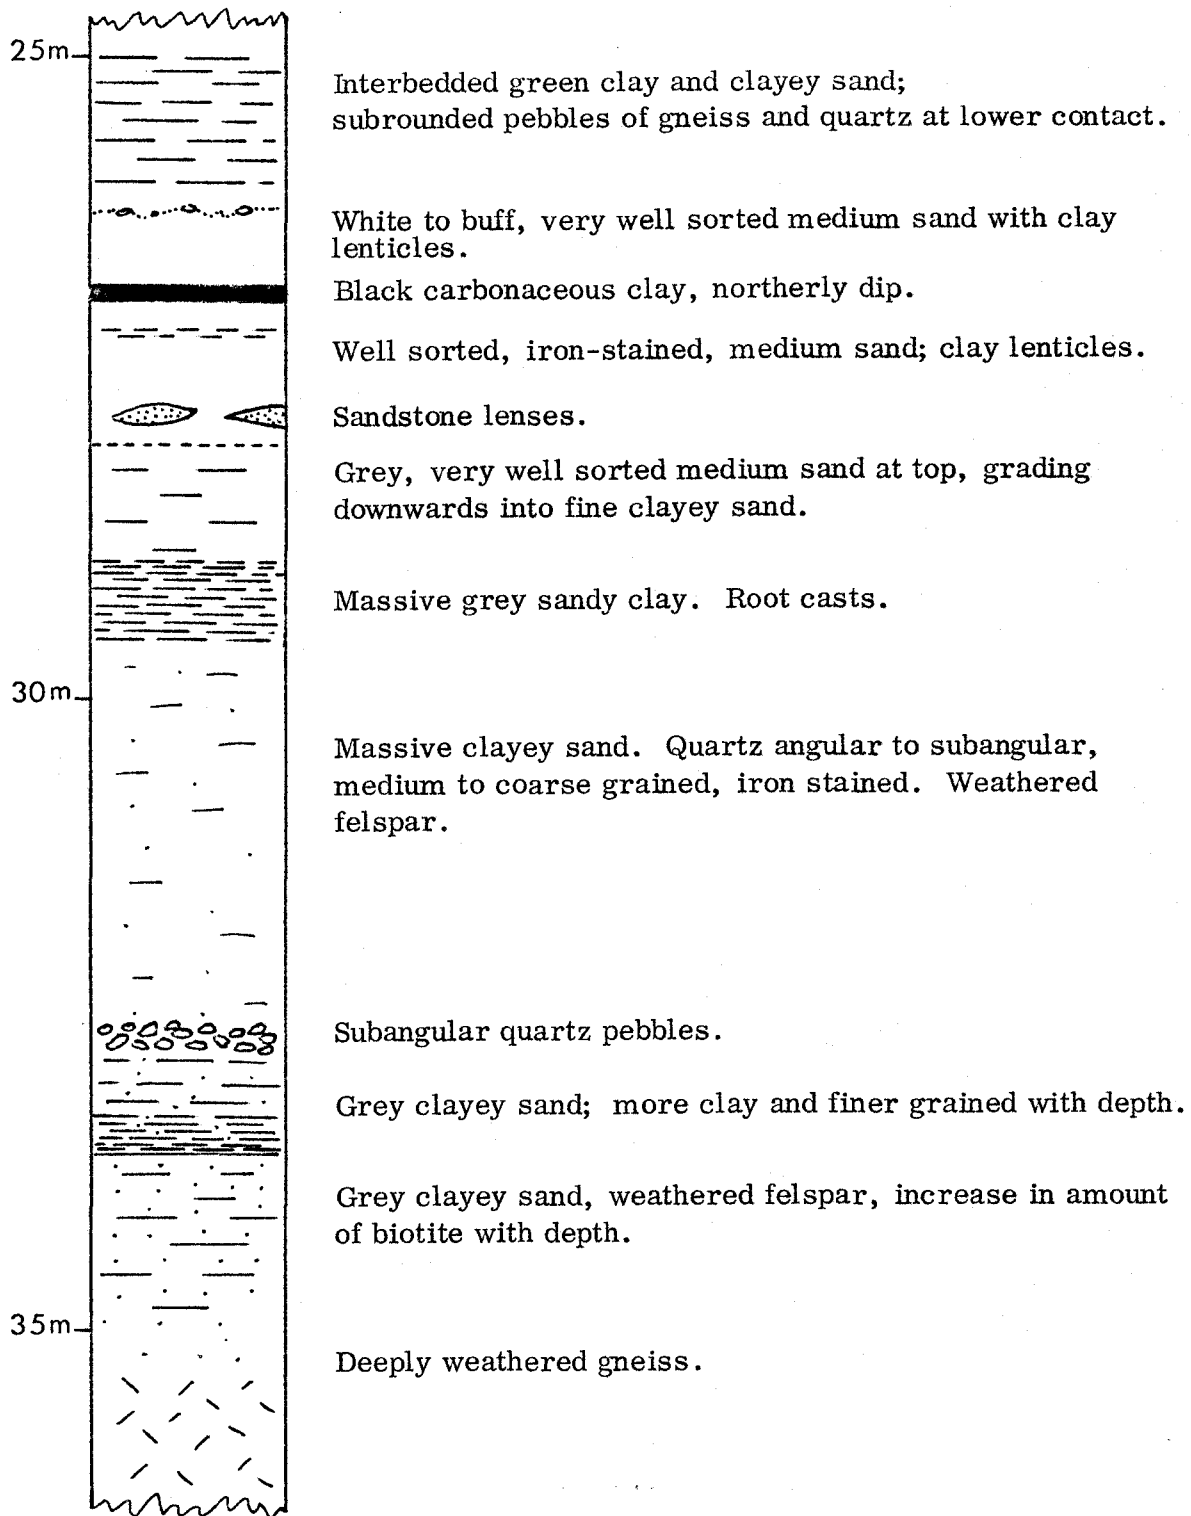 25m
Interbedded green clay and clayey sand;
subrounded pebbles of gneiss and quartz at lower contact.
White to buff, very well sorted medium sand with clay
lenticles.
Black carbonaceous clay, northerly dip.
Well sorted, iron-stained, medium sand; clay lenticles.
Sandstone lenses.
Grey, very well sorted medium sand at top, grading
downwards into fine clayey sand.
Massive grey sandy clay. Root casts.
30m
Massive clayey sand. Quartz angular to subangular,
medium to coarse grained, iron stained. Weathered
felspar.
Subangular quartz pebbles.
Grey clayey sand; more clay and finer grained with depth.
Grey clayey sand, weathered felspar, increase in amount
of biotite with depth.
35m
Deeply weathered gneiss.